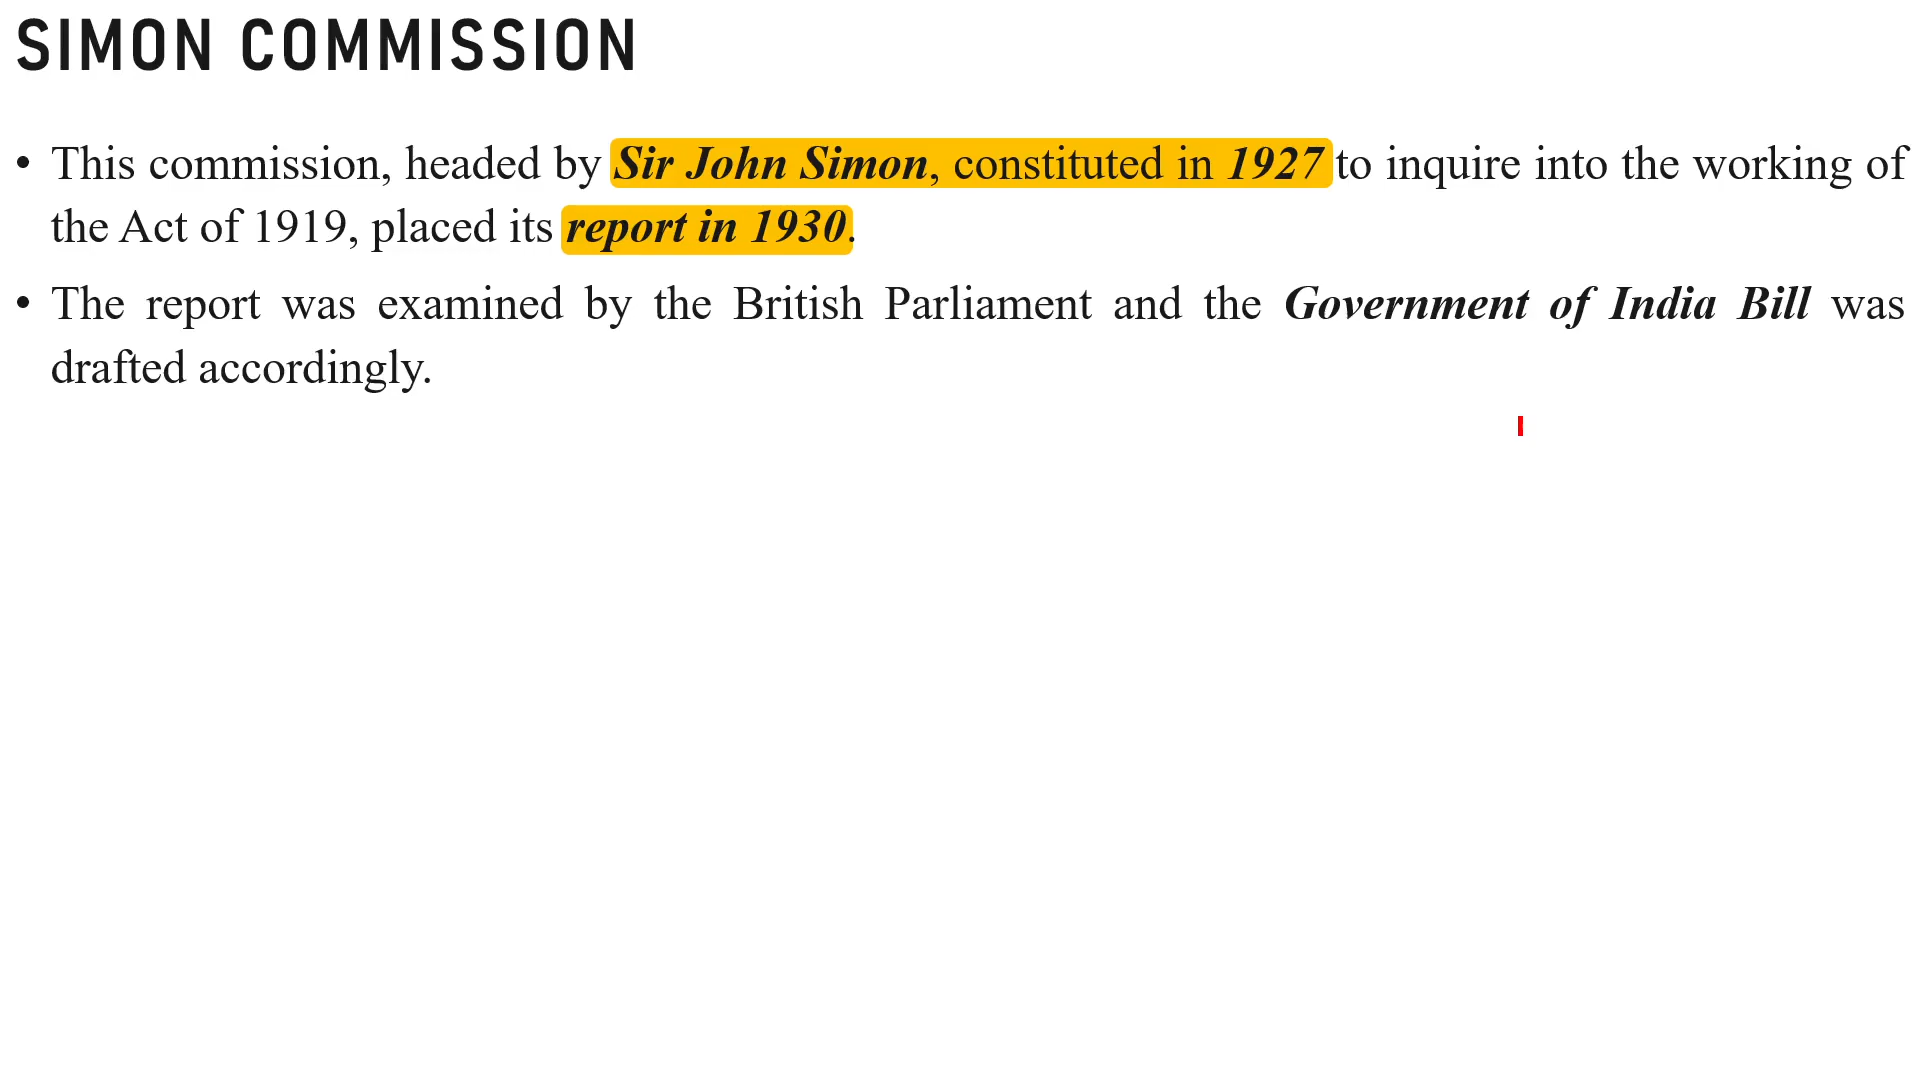 SIMON COMMISSION
• This commission, headed by Sir John Simon, constituted in 1927 to inquire into the working of
the Act of 1919, placed its report in 1930.
• The report was examined by the British Parliament and the Government of India Bill was
drafted accordingly.